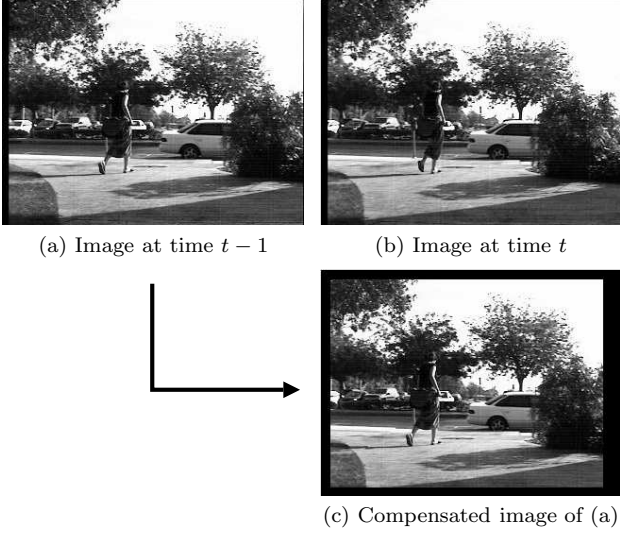 (a) Image at time t − 1
(b) Image at time t
(c) Compensated image of (a)